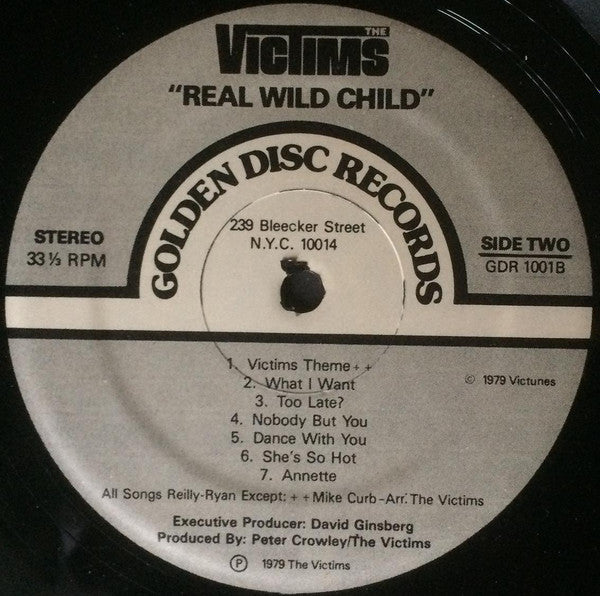 THE
VICTIMS
"REAL WILD CHILD"
GOLDEN DISC RECORDS
239 Bleecker Street
N.Y.C. 10014
STEREO
33 ⅓ RPM
SIDE TWO
GDR 1001B
1. Victims Theme + +
2. What I Want
3. Too Late?
4. Nobody But You
5. Dance With You
6. She's So Hot
7. Annette
© 1979 Victunes
All Songs Reilly-Ryan Except: + + Mike Curb-Arr: The Victims
Executive Producer: David Ginsberg
Produced By: Peter Crowley/The Victims
℗ 1979 The Victims